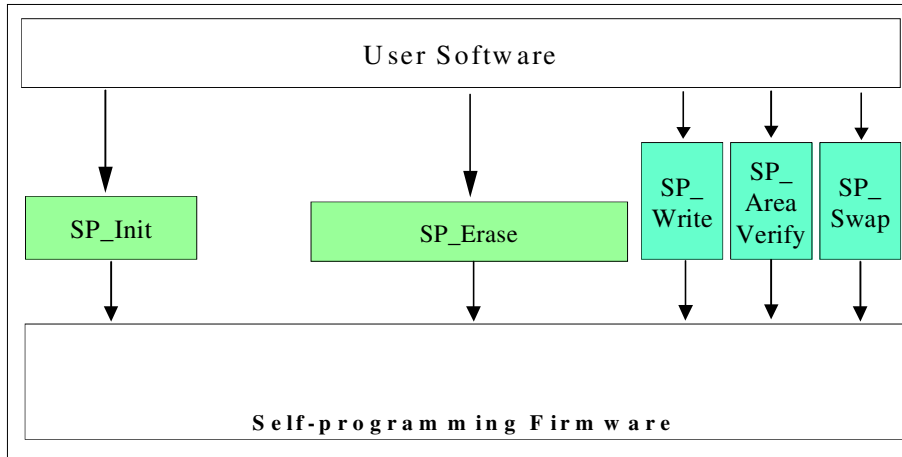 User Software
SP_Init
SP_Erase
SP_
Write
SP_
Area
Verify
SP_
Swap
Self-programming Firmware